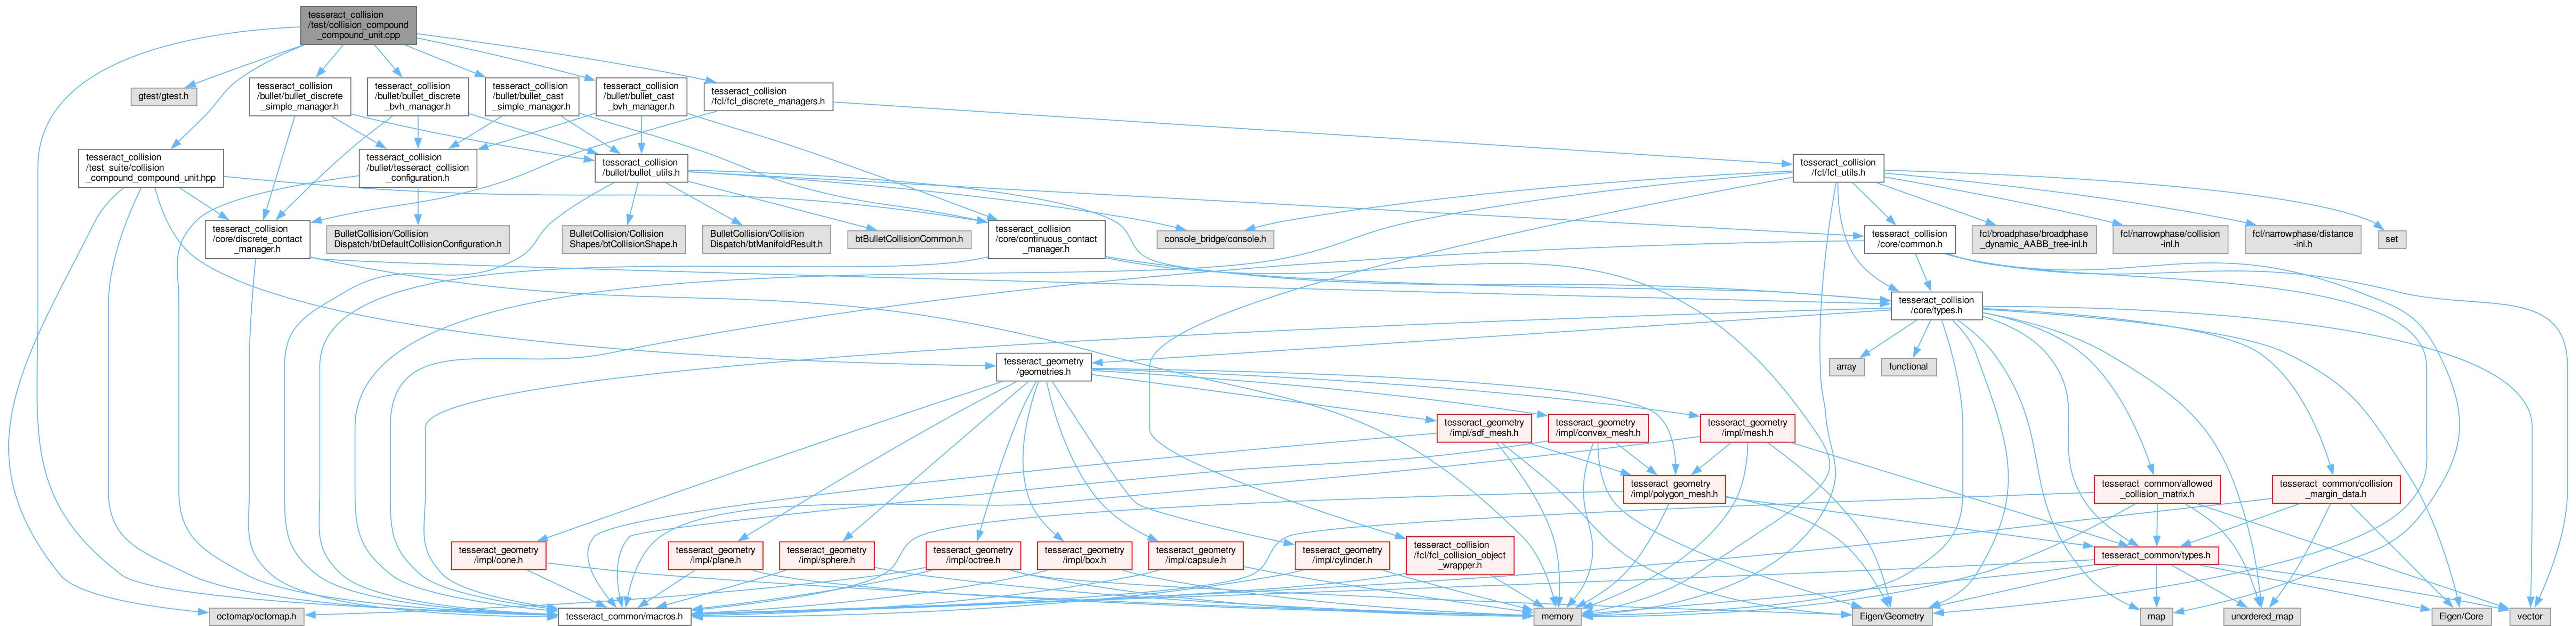 tesseract_collision
/test/collision_compound
_compound_unit.cpp
gtest/gtest.h
tesseract_collision
/bullet/bullet_discrete
_simple_manager.h
tesseract_collision
/bullet/bullet_discrete
_bvh_manager.h
tesseract_collision
/bullet/bullet_cast
_simple_manager.h
tesseract_collision
/bullet/bullet_cast
_bvh_manager.h
tesseract_collision
/fcl/fcl_discrete_managers.h
tesseract_collision
/test_suite/collision
_compound_compound_unit.hpp
tesseract_collision
/bullet/tesseract_collision
_configuration.h
tesseract_collision
/bullet/bullet_utils.h
tesseract_collision
/fcl/fcl_utils.h
tesseract_collision
/core/discrete_contact
_manager.h
BulletCollision/Collision
Dispatch/btDefaultCollisionConfiguration.h
BulletCollision/Collision
Shapes/btCollisionShape.h
BulletCollision/Collision
Dispatch/btManifoldResult.h
btBulletCollisionCommon.h
tesseract_collision
/core/continuous_contact
_manager.h
console_bridge/console.h
tesseract_collision
/core/common.h
fcl/broadphase/broadphase
_dynamic_AABB_tree-inl.h
fcl/narrowphase/collision
-inl.h
fcl/narrowphase/distance
-inl.h
set
tesseract_collision
/core/types.h
tesseract_geometry
/geometries.h
array
functional
tesseract_geometry
/impl/sdf_mesh.h
tesseract_geometry
/impl/convex_mesh.h
tesseract_geometry
/impl/mesh.h
tesseract_geometry
/impl/polygon_mesh.h
tesseract_common/allowed
_collision_matrix.h
tesseract_common/collision
_margin_data.h
tesseract_geometry
/impl/cone.h
tesseract_geometry
/impl/plane.h
tesseract_geometry
/impl/sphere.h
tesseract_geometry
/impl/octree.h
tesseract_geometry
/impl/box.h
tesseract_geometry
/impl/capsule.h
tesseract_geometry
/impl/cylinder.h
tesseract_collision
/fcl/fcl_collision_object
_wrapper.h
tesseract_common/types.h
octomap/octomap.h
tesseract_common/macros.h
memory
Eigen/Geometry
map
unordered_map
Eigen/Core
vector